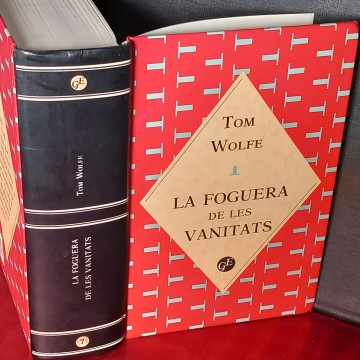 GE
TOM WOLFE
LA FOGUERA
DE LES VANITATS
7
TOM
WOLFE
LA FOGUERA
DE LES
VANITATS
GE